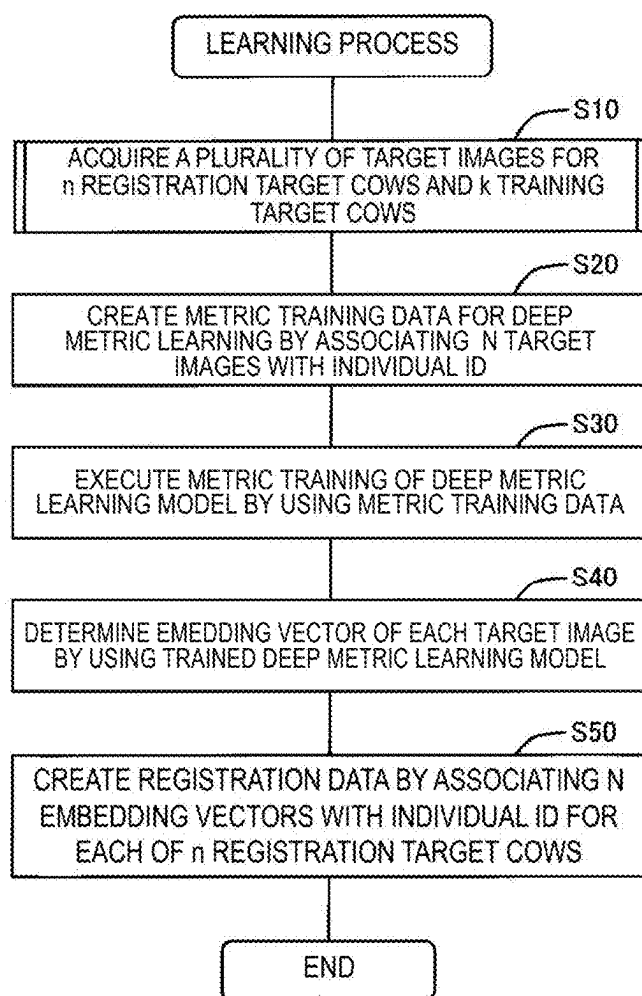 LEARNING PROCESS
S10
ACQUIRE A PLURALITY OF TARGET IMAGES FOR
n REGISTRATION TARGET COWS AND k TRAINING
TARGET COWS
S20
CREATE METRIC TRAINING DATA FOR DEEP
METRIC LEARNING BY ASSOCIATING N TARGET
IMAGES WITH INDIVIDUAL ID
S30
EXECUTE METRIC TRAINING OF DEEP METRIC
LEARNING MODEL BY USING METRIC TRAINING DATA
S40
DETERMINE EMEDDING VECTOR OF EACH TARGET IMAGE
BY USING TRAINED DEEP METRIC LEARNING MODEL
S50
CREATE REGISTRATION DATA BY ASSOCIATING N
EMBEDDING VECTORS WITH INDIVIDUAL ID FOR
EACH OF n REGISTRATION TARGET COWS
END